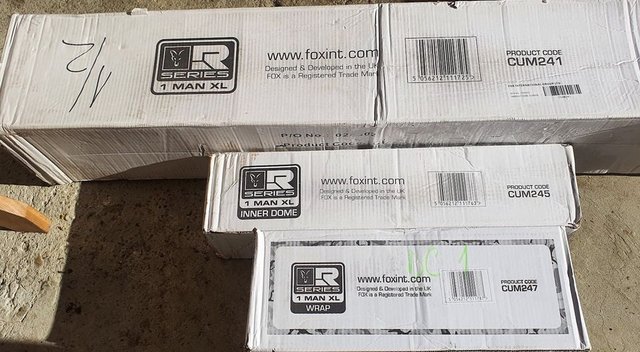 1/2
R
SERIES
1 MAN XL
www.foxint.com
Designed & Developed in the UK
FOX is a Registered Trade Mark
PRODUCT CODE
CUM241
P/O No.
R
SERIES
1 MAN XL
INNER DOME
www.foxint.com
Designed & Developed in the UK
FOX is a Registered Trade Mark
PRODUCT CODE
CUM245
R
SERIES
1 MAN XL
WRAP
www.foxint.com
Designed & Developed in the UK
FOX is a Registered Trade Mark
PRODUCT CODE
CUM247